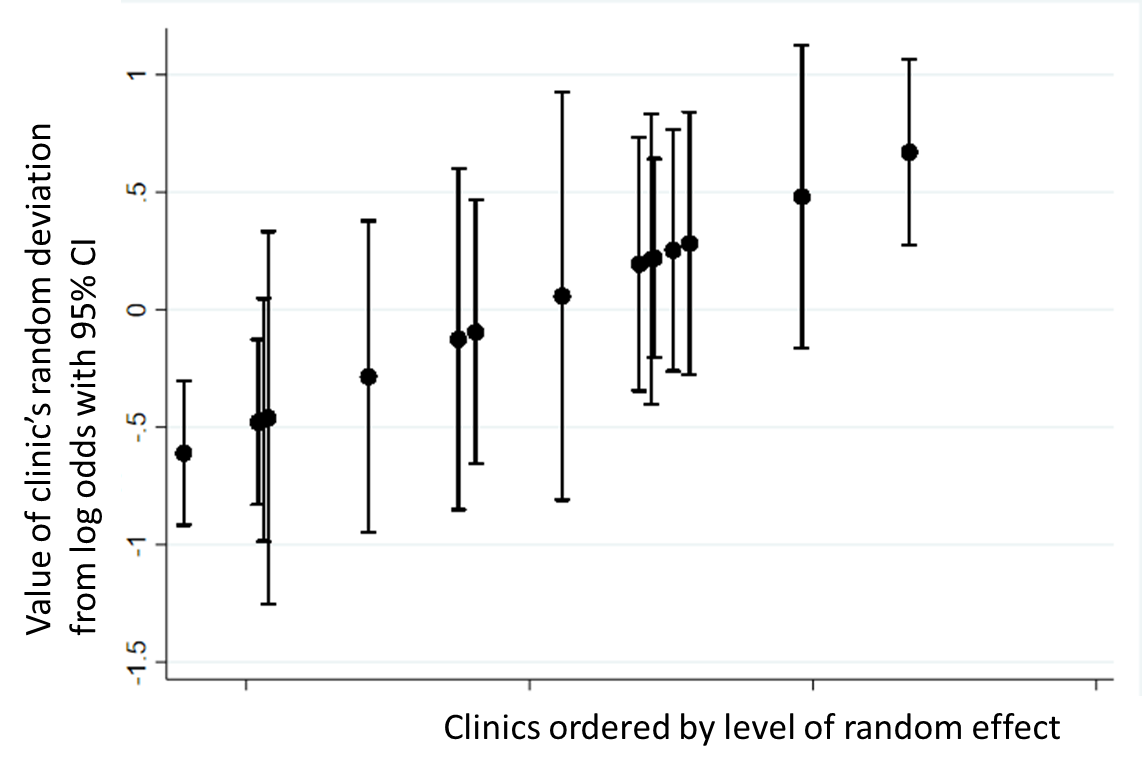 Value of clinic's random deviation
from log odds with 95% CI
1
.5
0
-.5
-1
-1.5
Clinics ordered by level of random effect